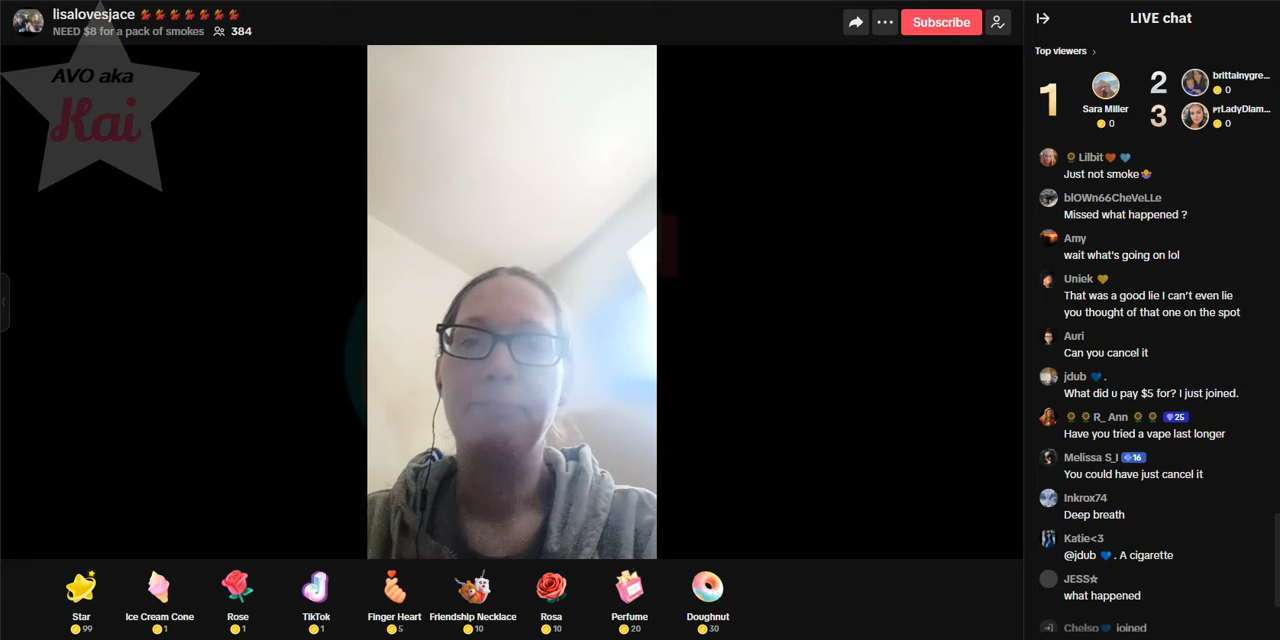 lisalovesjace
NEED $8 for a pack of smokes 384
Subscribe
AVO aka
Kai
LIVE chat
Top viewers
1
Sara Miller
0
2
brittainygre...
0
3
PTLadyDiam...
0
Lilbit
Just not smoke
blOWn66CheVeLLe
Missed what happened ?
Amy
wait what's going on lol
Uniek
That was a good lie I can't even lie
you thought of that one on the spot
Auri
Can you cancel it
jdub .
What did u pay $5 for? I just joined.
R_ Ann 25
Have you tried a vape last longer
Melissa S_I 16
You could have just cancel it
Inkrox74
Deep breath
Katie<3
@jdub . A cigarette
JESS
what happened
Chelso joined
Star
99
Ice Cream Cone
1
Rose
1
TikTok
1
Finger Heart
5
Friendship Necklace
10
Rosa
10
Perfume
20
Doughnut
30